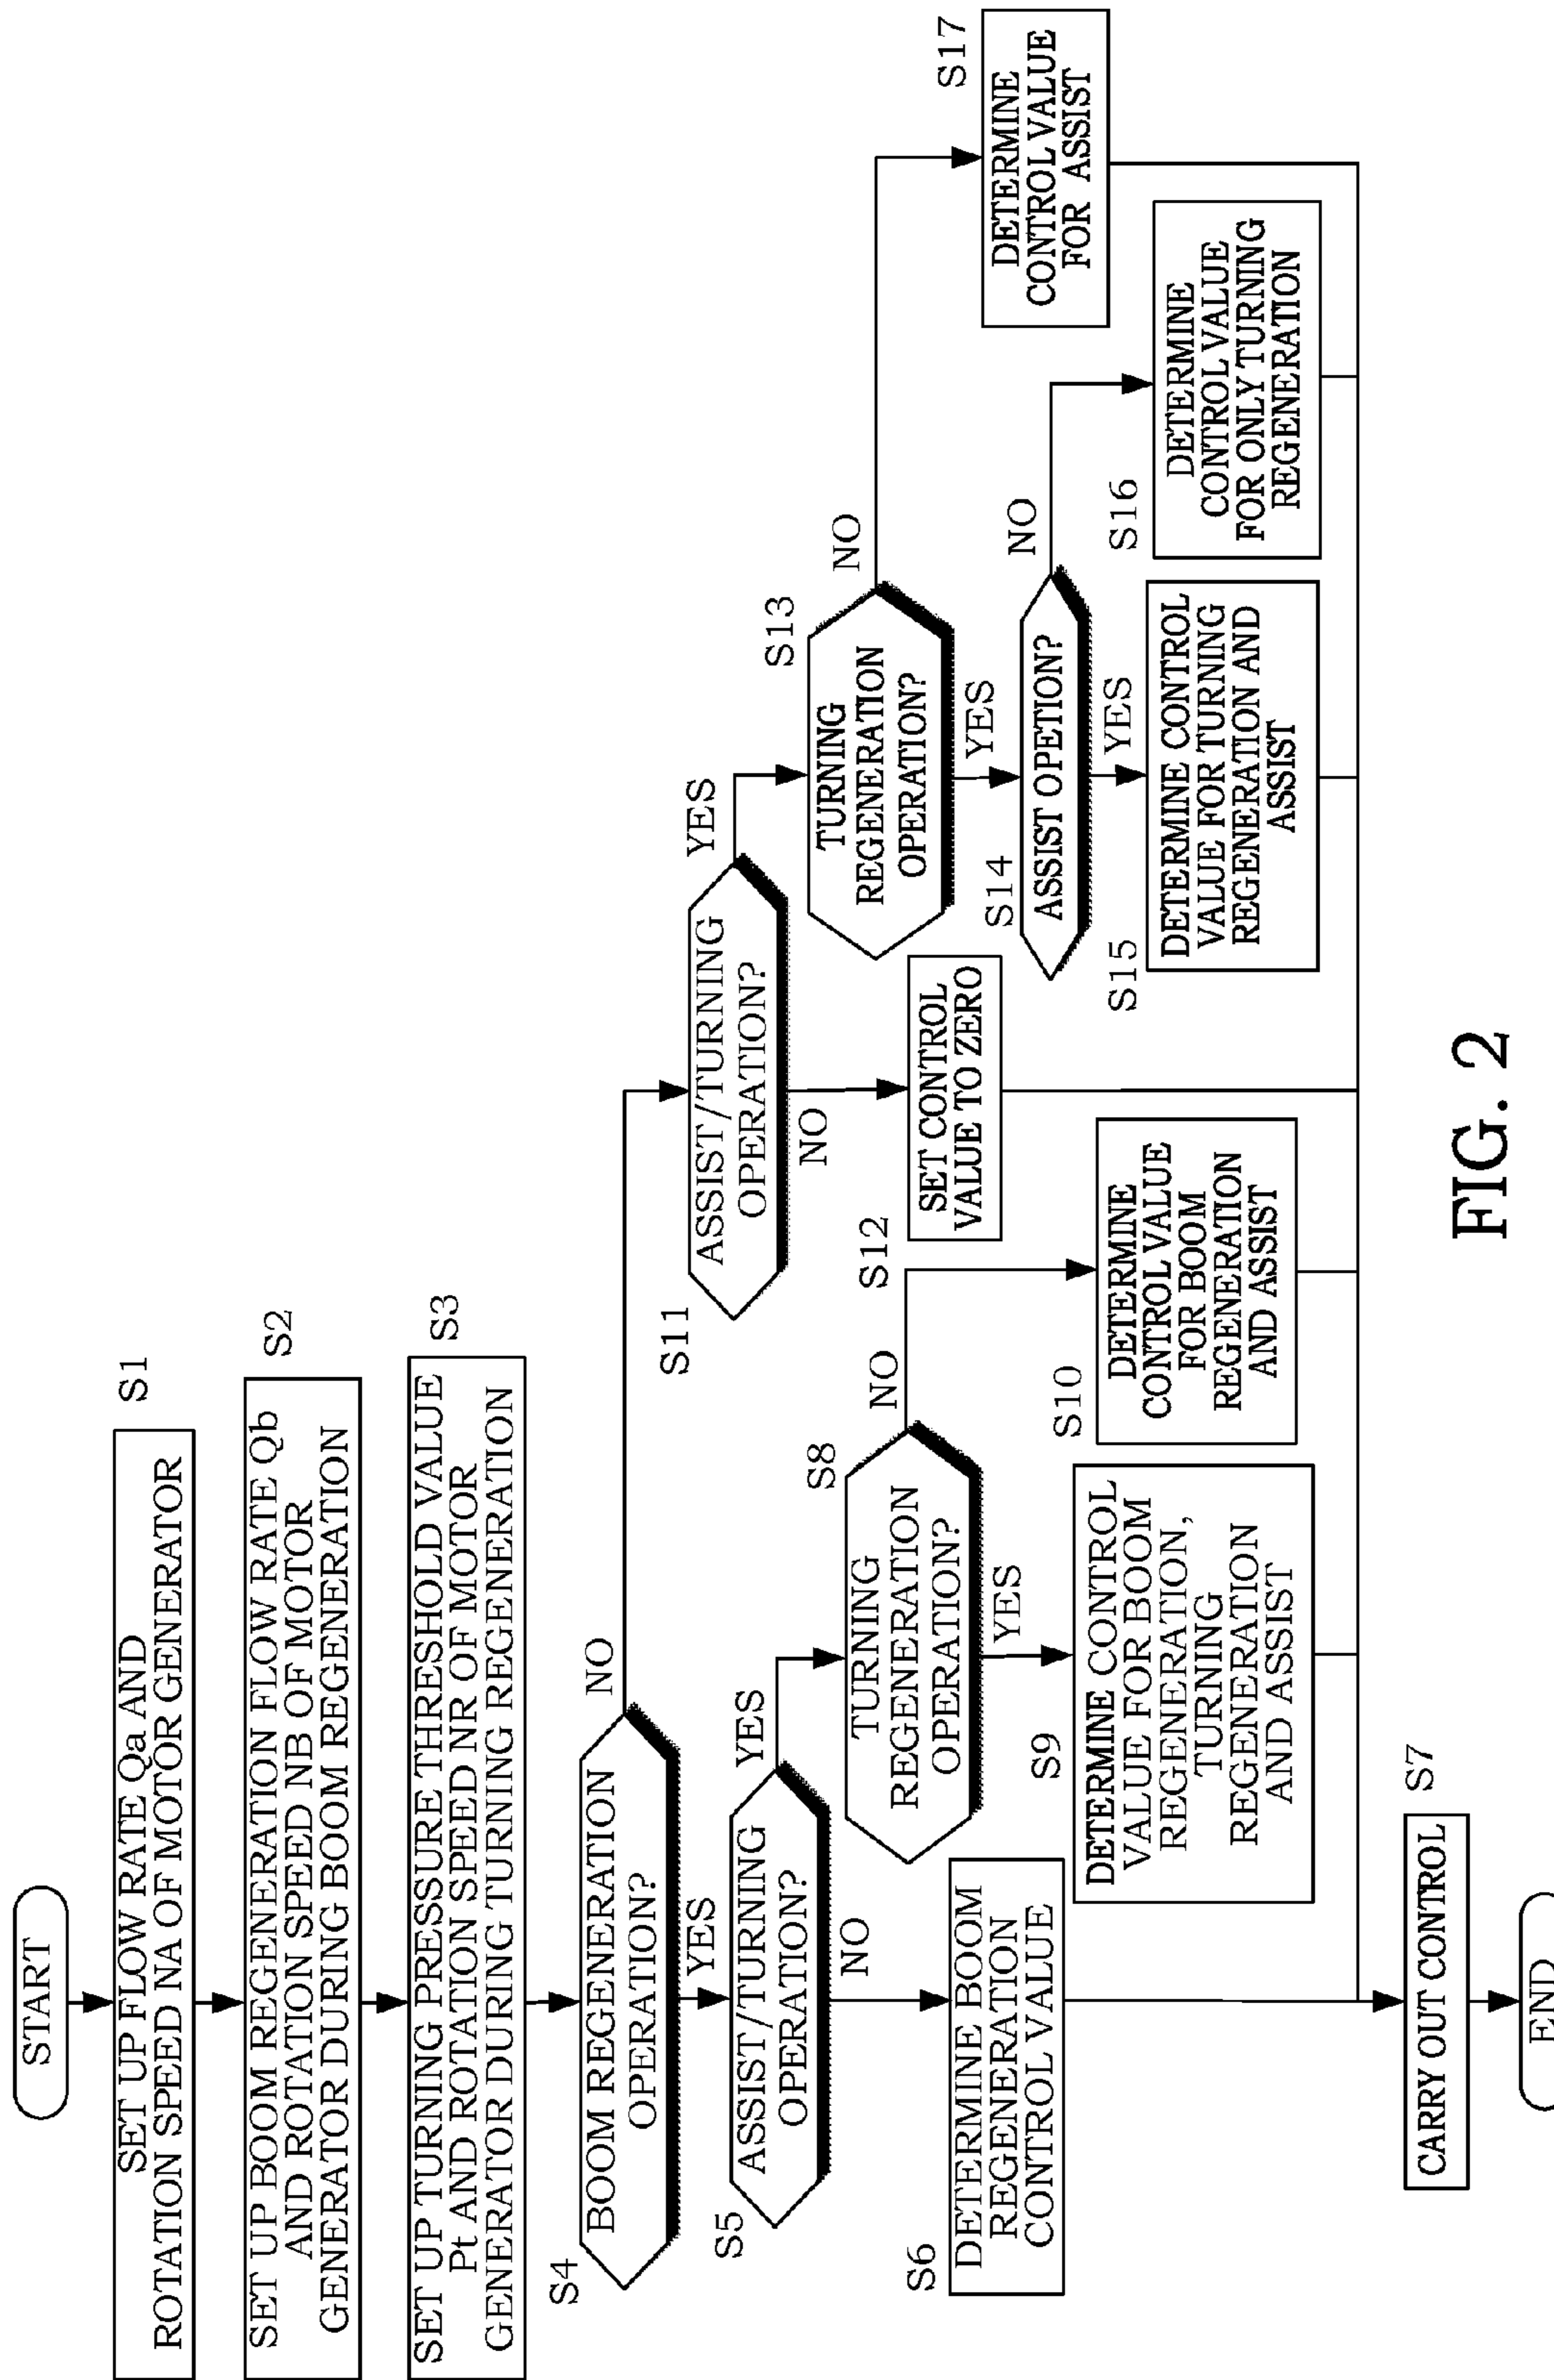 START
S1
SET UP FLOW RATE Qa AND
ROTATION SPEED NA OF MOTOR GENERATOR
S2
SET UP BOOM REGENERATION FLOW RATE Qb
AND ROTATION SPEED NB OF MOTOR
GENERATOR DURING BOOM REGENERATION
S3
SET UP TURNING PRESSURE THRESHOLD VALUE
Pt AND ROTATION SPEED NR OF MOTOR
GENERATOR DURING TURNING REGENERATION
S4
BOOM REGENERATION
OPERATION?
NO
YES
S5
ASSIST/TURNING
OPERATION?
YES
NO
S6
DETERMINE BOOM
REGENERATION
CONTROL VALUE
S8
TURNING
REGENERATION
OPERATION?
NO
YES
S9
DETERMINE CONTROL
VALUE FOR BOOM
REGENERATION,
TURNING
REGENERATION
AND ASSIST
S10
DETERMINE
CONTROL VALUE
FOR BOOM
REGENERATION
AND ASSIST
S11
ASSIST/TURNING
OPERATION?
YES
NO
S12
SET CONTROL
VALUE TO ZERO
S13
TURNING
REGENERATION
OPERATION?
NO
YES
S14
ASSIST OPETION?
NO
YES
S15
DETERMINE CONTROL
VALUE FOR TURNING
REGENERATION AND
ASSIST
S16
DETERMINE
CONTROL VALUE
FOR ONLY TURNING
REGENERATION
S17
DETERMINE
CONTROL VALUE
FOR ASSIST
S7
CARRY OUT CONTROL
END
FIG. 2